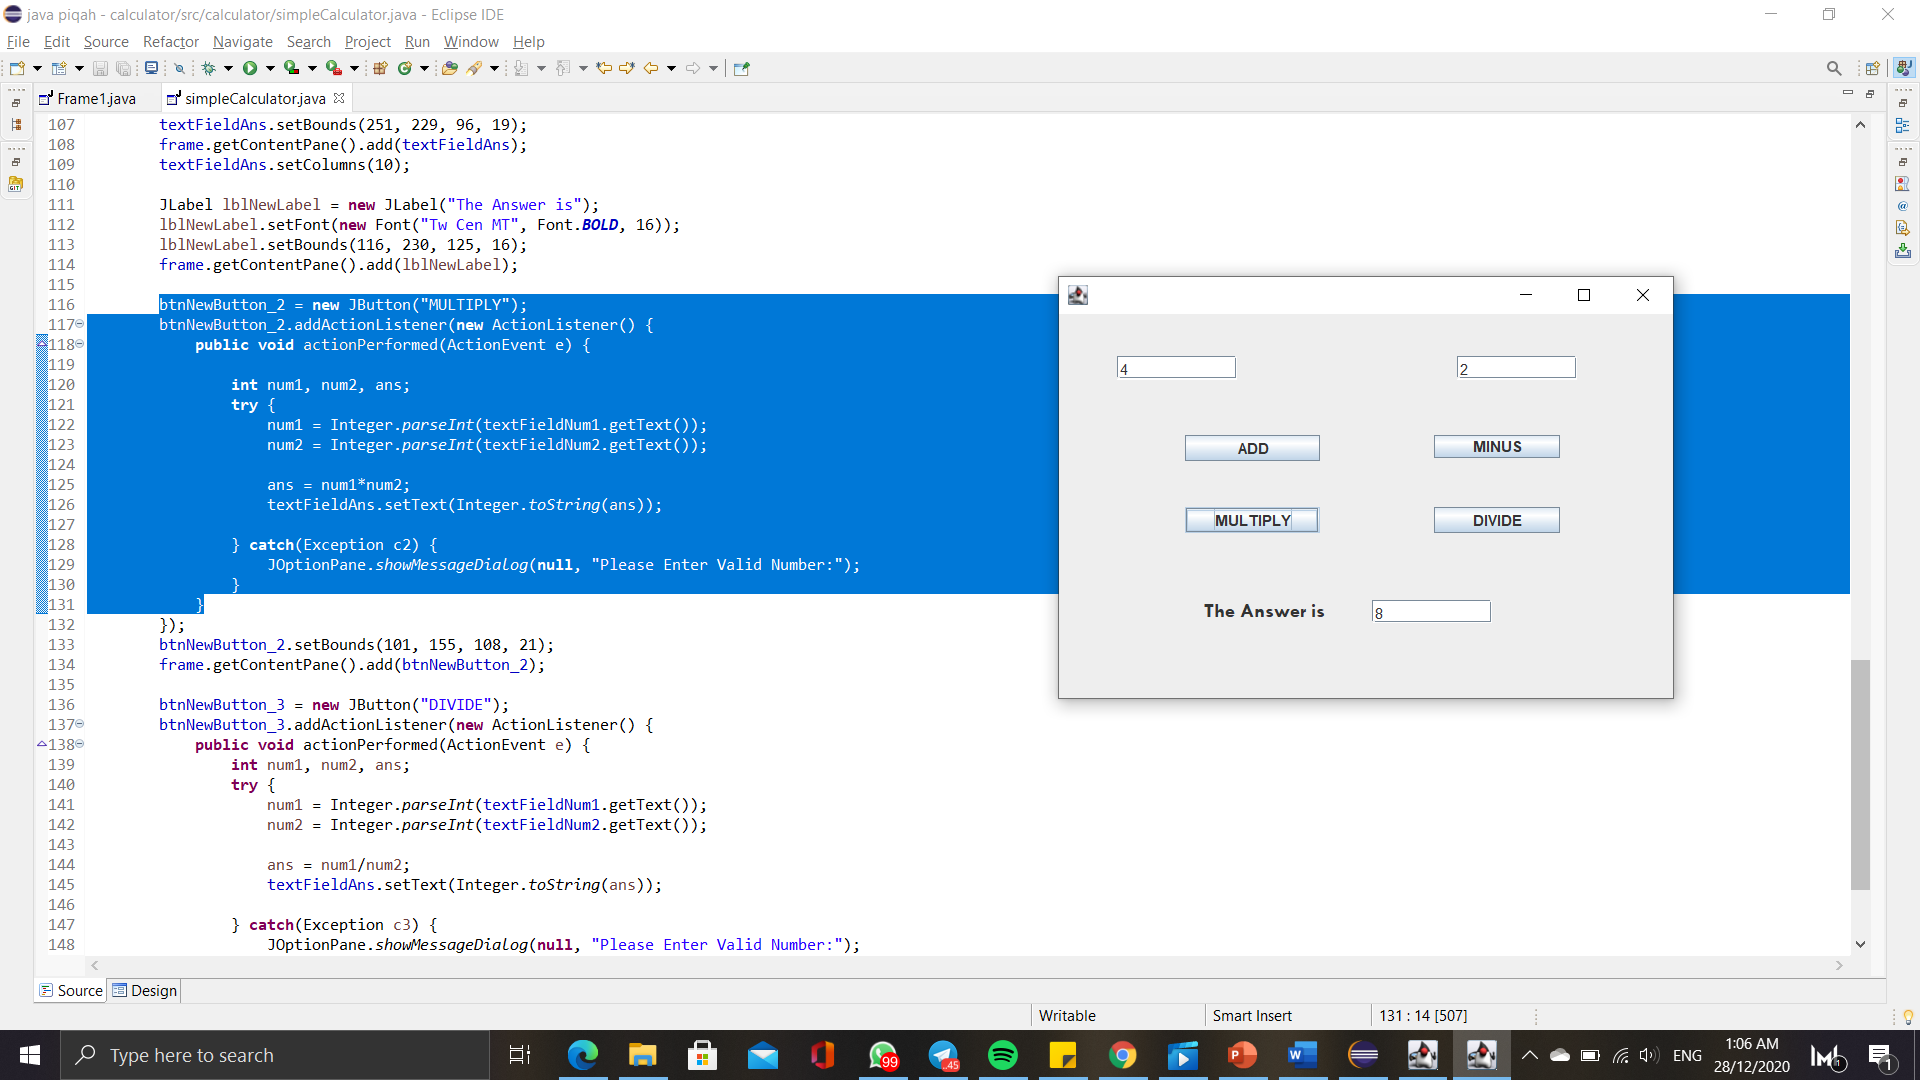 java piqah - calculator/src/calculator/simpleCalculator.java - Eclipse IDE
File Edit Source Refactor Navigate Search Project Run Window Help
Frame1.java simpleCalculator.java
107 textFieldAns.setBounds(251, 229, 96, 19);
108 frame.getContentPane().add(textFieldAns);
109 textFieldAns.setColumns(10);
110
111 JLabel lblNewLabel = new JLabel("The Answer is");
112 lblNewLabel.setFont(new Font("Tw Cen MT", Font.BOLD, 16));
113 lblNewLabel.setBounds(116, 230, 125, 16);
114 frame.getContentPane().add(lblNewLabel);
115
116 btnNewButton_2 = new JButton("MULTIPLY");
117 btnNewButton_2.addActionListener(new ActionListener() {
118 public void actionPerformed(ActionEvent e) {
119
120 int num1, num2, ans;
121 try {
122 num1 = Integer.parseInt(textFieldNum1.getText());
123 num2 = Integer.parseInt(textFieldNum2.getText());
124
125 ans = num1*num2;
126 textFieldAns.setText(Integer.toString(ans));
127
128 } catch(Exception c2) {
129 JOptionPane.showMessageDialog(null, "Please Enter Valid Number:");
130 }
131 }
132 });
133 btnNewButton_2.setBounds(101, 155, 108, 21);
134 frame.getContentPane().add(btnNewButton_2);
135
136 btnNewButton_3 = new JButton("DIVIDE");
137 btnNewButton_3.addActionListener(new ActionListener() {
138 public void actionPerformed(ActionEvent e) {
139 int num1, num2, ans;
140 try {
141 num1 = Integer.parseInt(textFieldNum1.getText());
142 num2 = Integer.parseInt(textFieldNum2.getText());
143
144 ans = num1/num2;
145 textFieldAns.setText(Integer.toString(ans));
146
147 } catch(Exception c3) {
148 JOptionPane.showMessageDialog(null, "Please Enter Valid Number:");
4 2
ADD MINUS
MULTIPLY DIVIDE
The Answer is 8
Source Design
Writable Smart Insert 131 : 14 [507]
Type here to search
99
.45
ENG
1:06 AM
28/12/2020
1